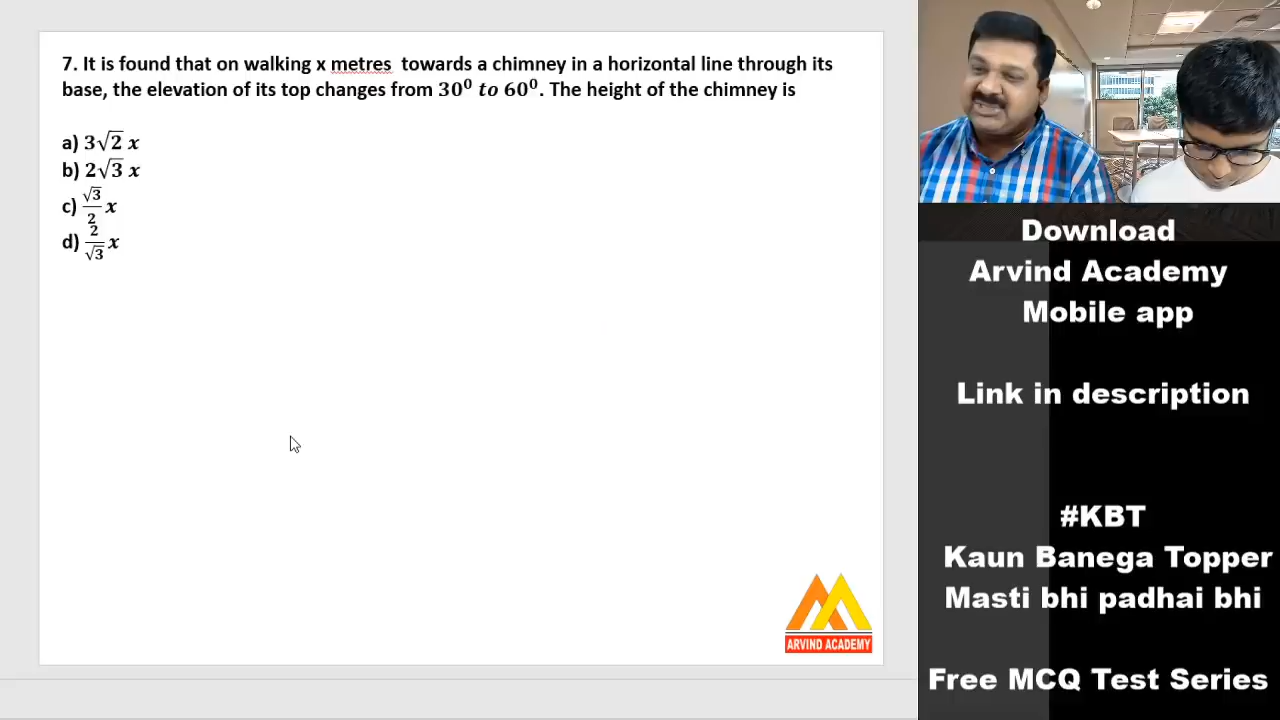 7. It is found that on walking x metres towards a chimney in a horizontal line through its
base, the elevation of its top changes from 30⁰ to 60⁰. The height of the chimney is
a) 3√2 x
b) 2√3 x
c) √3/2 x
d) 2/√3 x
ARVIND ACADEMY
Download
Arvind Academy
Mobile app
Link in description
#KBT
Kaun Banega Topper
Masti bhi padhai bhi
Free MCQ Test Series